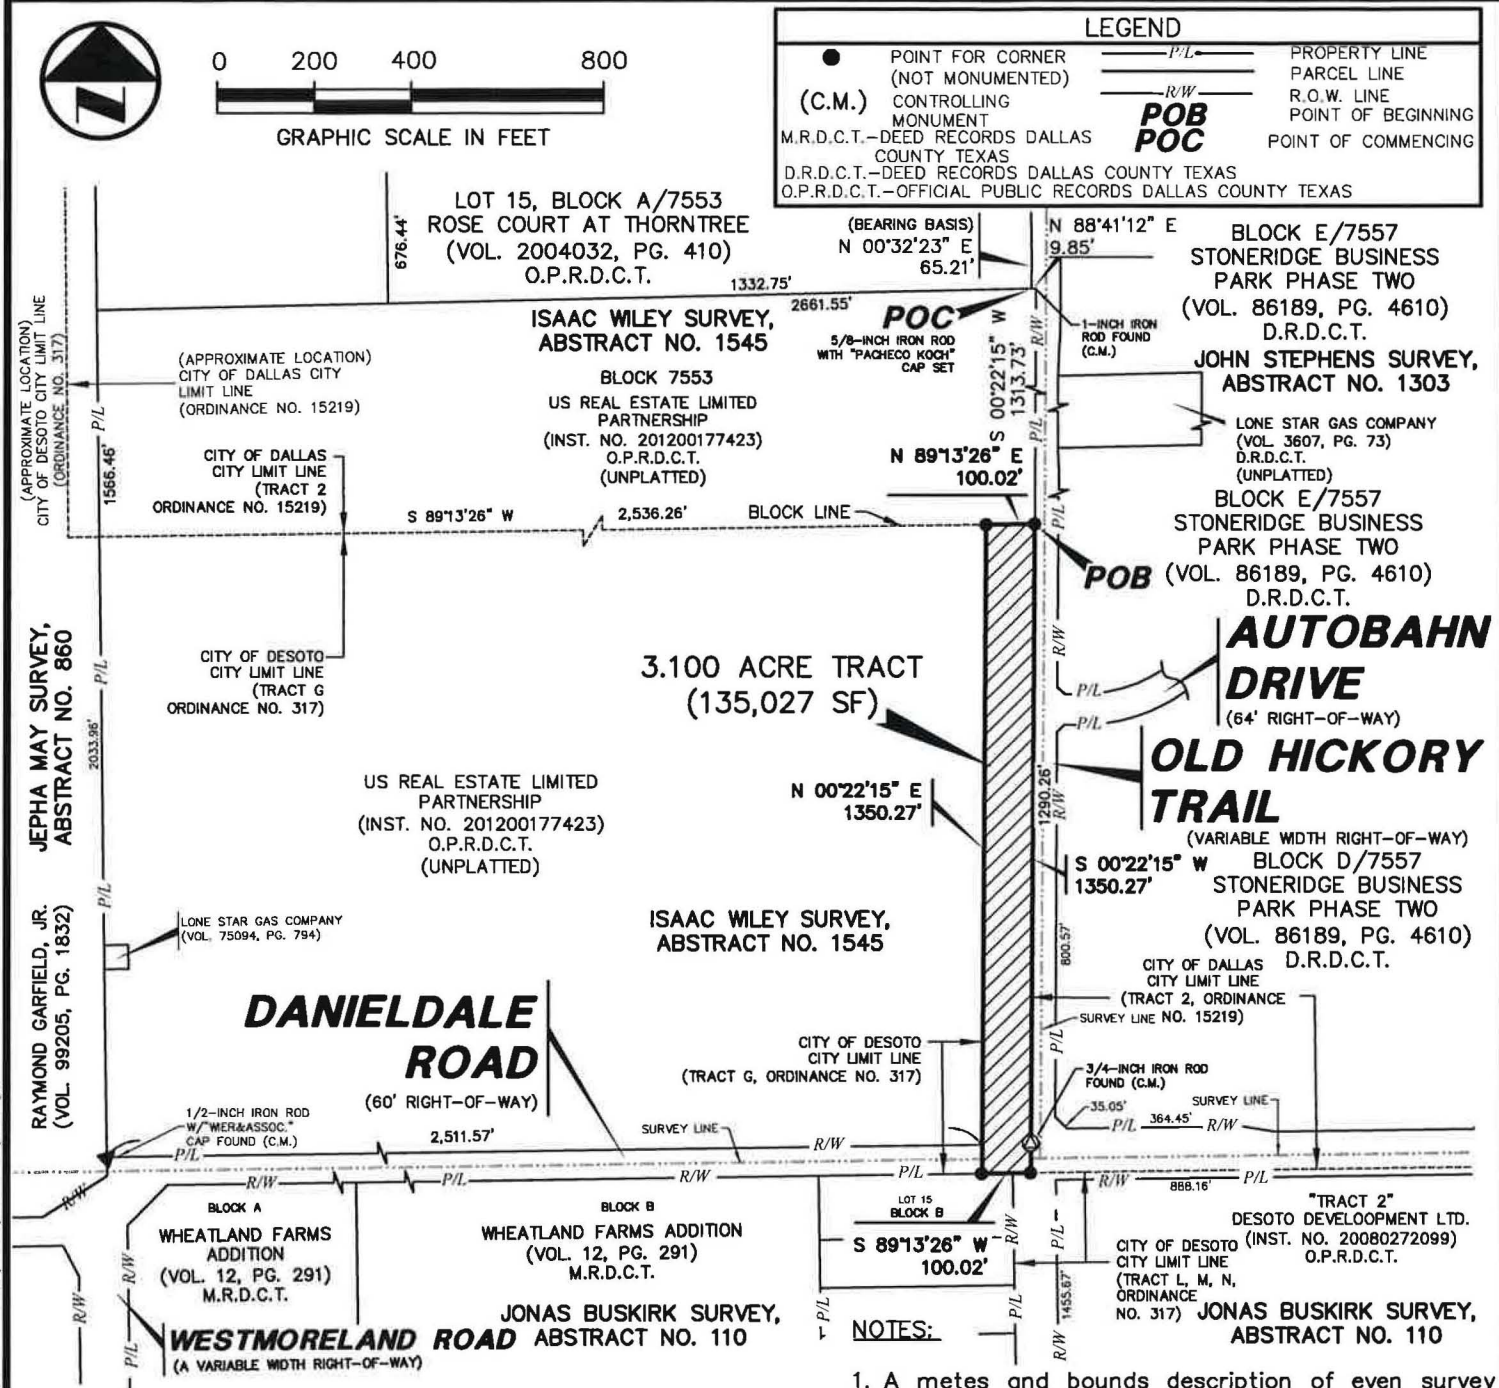 LEGEND
POINT FOR CORNER
(NOT MONUMENTED)
(C.M.) CONTROLLING
MONUMENT
M.R.D.C.T.-DEED RECORDS DALLAS
COUNTY TEXAS
D.R.D.C.T.-DEED RECORDS DALLAS COUNTY TEXAS
O.P.R.D.C.T.-OFFICIAL PUBLIC RECORDS DALLAS COUNTY TEXAS
P/L PROPERTY LINE
PARCEL LINE
R/W R.O.W. LINE
POB POINT OF BEGINNING
POC POINT OF COMMENCING
0 200 400 800
GRAPHIC SCALE IN FEET
LOT 15, BLOCK A/7553
ROSE COURT AT THORNTREE
(VOL. 2004032, PG. 410)
O.P.R.D.C.T.
676.44'
(BEARING BASIS)
N 00°32'23" E
65.21'
N 88°41'12" E
9.85'
BLOCK E/7557
STONERIDGE BUSINESS
PARK PHASE TWO
(VOL. 86189, PG. 4610)
D.R.D.C.T.
JOHN STEPHENS SURVEY,
ABSTRACT NO. 1303
1332.75'
2661.55'
ISAAC WILEY SURVEY,
ABSTRACT NO. 1545
POC
5/8-INCH IRON ROD
WITH "PACHECO KOCH"
CAP SET
1-INCH IRON
ROD FOUND
(C.M.)
S 00°22'15" W
1313.73'
R/W
P/L
(APPROXIMATE LOCATION)
CITY OF DESOTO CITY LIMIT LINE
(ORDINANCE NO. 317)
(APPROXIMATE LOCATION)
CITY OF DALLAS CITY
LIMIT LINE
(ORDINANCE NO. 15219)
P/L
1566.46'
BLOCK 7553
US REAL ESTATE LIMITED
PARTNERSHIP
(INST. NO. 201200177423)
O.P.R.D.C.T.
(UNPLATTED)
LONE STAR GAS COMPANY
(VOL. 3607, PG. 73)
D.R.D.C.T.
(UNPLATTED)
CITY OF DALLAS
CITY LIMIT LINE
(TRACT 2
ORDINANCE NO. 15219)
N 89°13'26" E
100.02'
S 89°13'26" W
2,536.26'
BLOCK LINE
P/L
POB
BLOCK E/7557
STONERIDGE BUSINESS
PARK PHASE TWO
(VOL. 86189, PG. 4610)
D.R.D.C.T.
JEPHA MAY SURVEY,
ABSTRACT NO. 860
P/L
2033.96'
CITY OF DESOTO
CITY LIMIT LINE
(TRACT G
ORDINANCE NO. 317)
3.100 ACRE TRACT
(135,027 SF)
R/W
P/L
P/L
AUTOBAHN
DRIVE
(64' RIGHT-OF-WAY)
OLD HICKORY
TRAIL
(VARIABLE WIDTH RIGHT-OF-WAY)
US REAL ESTATE LIMITED
PARTNERSHIP
(INST. NO. 201200177423)
O.P.R.D.C.T.
(UNPLATTED)
N 00°22'15" E
1350.27'
1290.26'
R/W
S 00°22'15" W
1350.27'
BLOCK D/7557
STONERIDGE BUSINESS
PARK PHASE TWO
(VOL. 86189, PG. 4610)
D.R.D.C.T.
RAYMOND GARFIELD, JR.
(VOL. 99205, PG. 1832)
P/L
LONE STAR GAS COMPANY
(VOL. 75094, PG. 794)
ISAAC WILEY SURVEY,
ABSTRACT NO. 1545
800.57'
CITY OF DALLAS
CITY LIMIT LINE
(TRACT 2, ORDINANCE
NO. 15219)
SURVEY LINE
DANIELDALE
ROAD
(60' RIGHT-OF-WAY)
CITY OF DESOTO
CITY LIMIT LINE
(TRACT G, ORDINANCE NO. 317)
P/L
3/4-INCH IRON ROD
FOUND (C.M.)
35.05'
SURVEY LINE
P/L 364.45' R/W
1/2-INCH IRON ROD
W/"WER&ASSOC."
CAP FOUND (C.M.)
P/L
2,511.57'
SURVEY LINE
R/W
R/W
R/W
P/L
R/W
P/L
R/W
888.16'
P/L
BLOCK A
WHEATLAND FARMS
ADDITION
(VOL. 12, PG. 291)
M.R.D.C.T.
BLOCK B
WHEATLAND FARMS ADDITION
(VOL. 12, PG. 291)
M.R.D.C.T.
LOT 15
BLOCK B
S 89°13'26" W
100.02'
R/W
P/L
"TRACT 2"
DESOTO DEVELOOPMENT LTD.
(INST. NO. 20080272099)
O.P.R.D.C.T.
CITY OF DESOTO
CITY LIMIT LINE
(TRACT L, M, N,
ORDINANCE
NO. 317)
R/W
R/W
P/L
P/L
P/L
1455.67'
R/W
WESTMORELAND ROAD
(A VARIABLE WIDTH RIGHT-OF-WAY)
JONAS BUSKIRK SURVEY,
ABSTRACT NO. 110
JONAS BUSKIRK SURVEY,
ABSTRACT NO. 110
NOTES:
1. A metes and bounds description of even survey